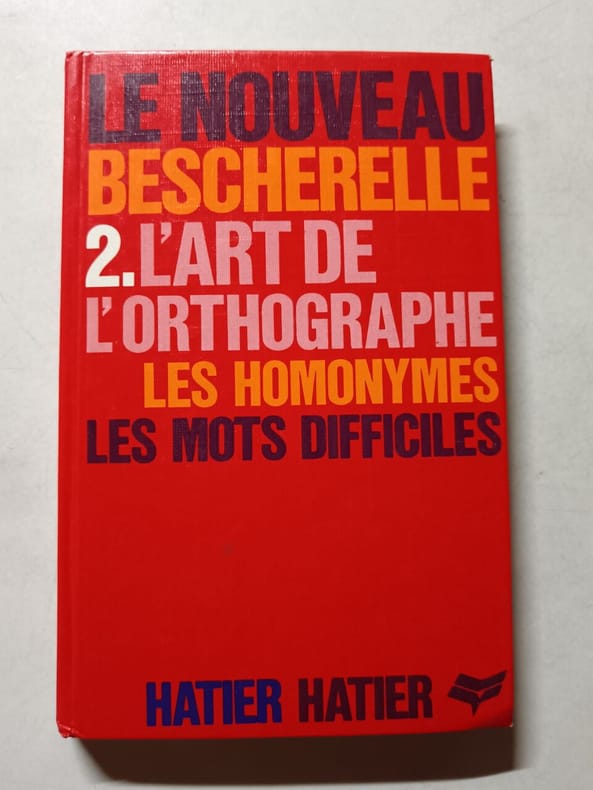 LE NOUVEAU
BESCHERELLE
2. L'ART DE
L'ORTHOGRAPHE
LES HOMONYMES
LES MOTS DIFFICILES
HATIER HATIER